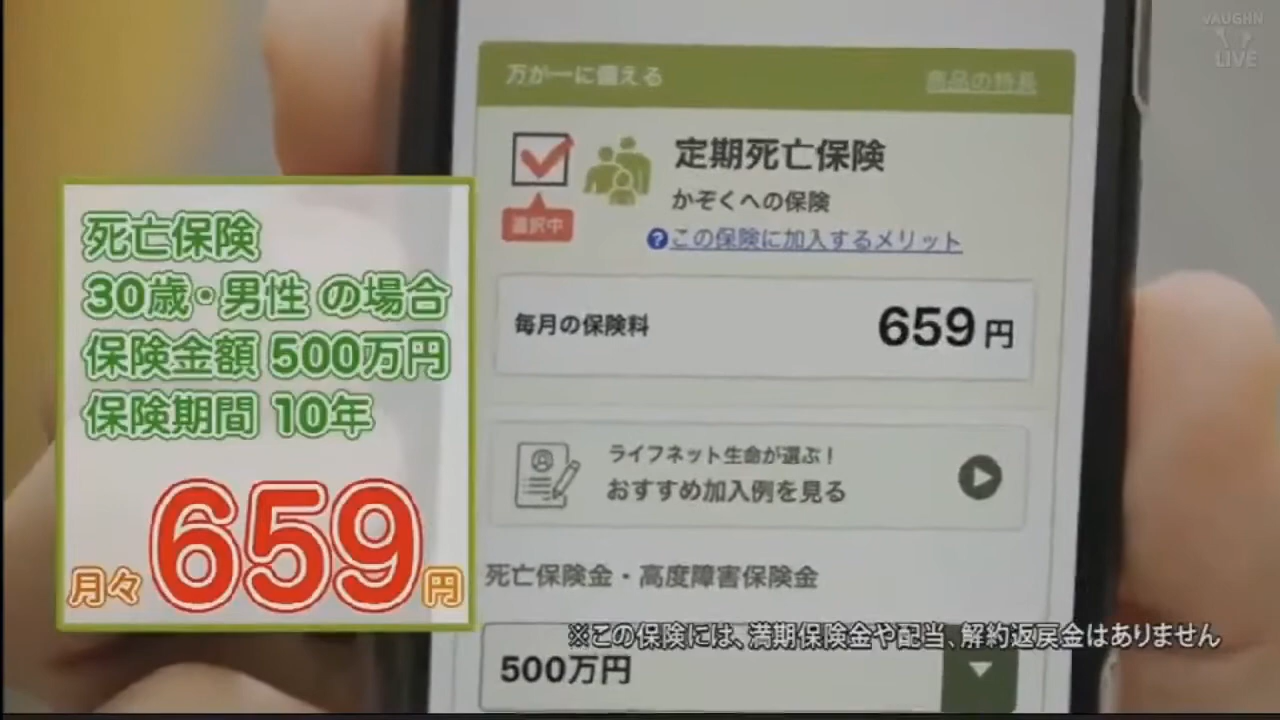 VAUGHN
LIVE
万が一に備える
商品の特長
定期死亡保険
かぞくへの保険
選択中
?この保険に加入するメリット
毎月の保険料
659円
ライフネット生命が選ぶ!
おすすめ加入例を見る
死亡保険金・高度障害保険金
500万円
死亡保険
30歳・男性 の場合
保険金額 500万円
保険期間 10年
月々659円
※この保険には、満期保険金や配当、解約返戻金はありません